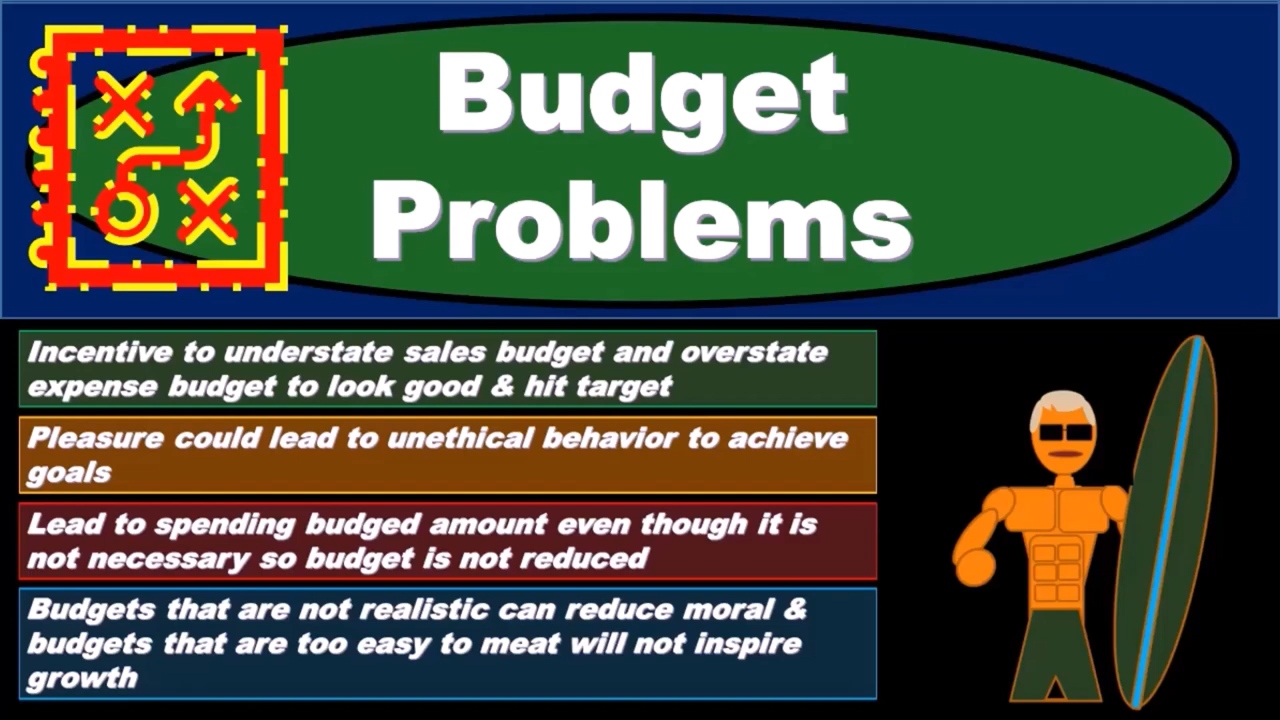 Budget
Problems
Incentive to understate sales budget and overstate
expense budget to look good & hit target
Pleasure could lead to unethical behavior to achieve
goals
Lead to spending budged amount even though it is
not necessary so budget is not reduced
Budgets that are not realistic can reduce moral &
budgets that are too easy to meat will not inspire
growth